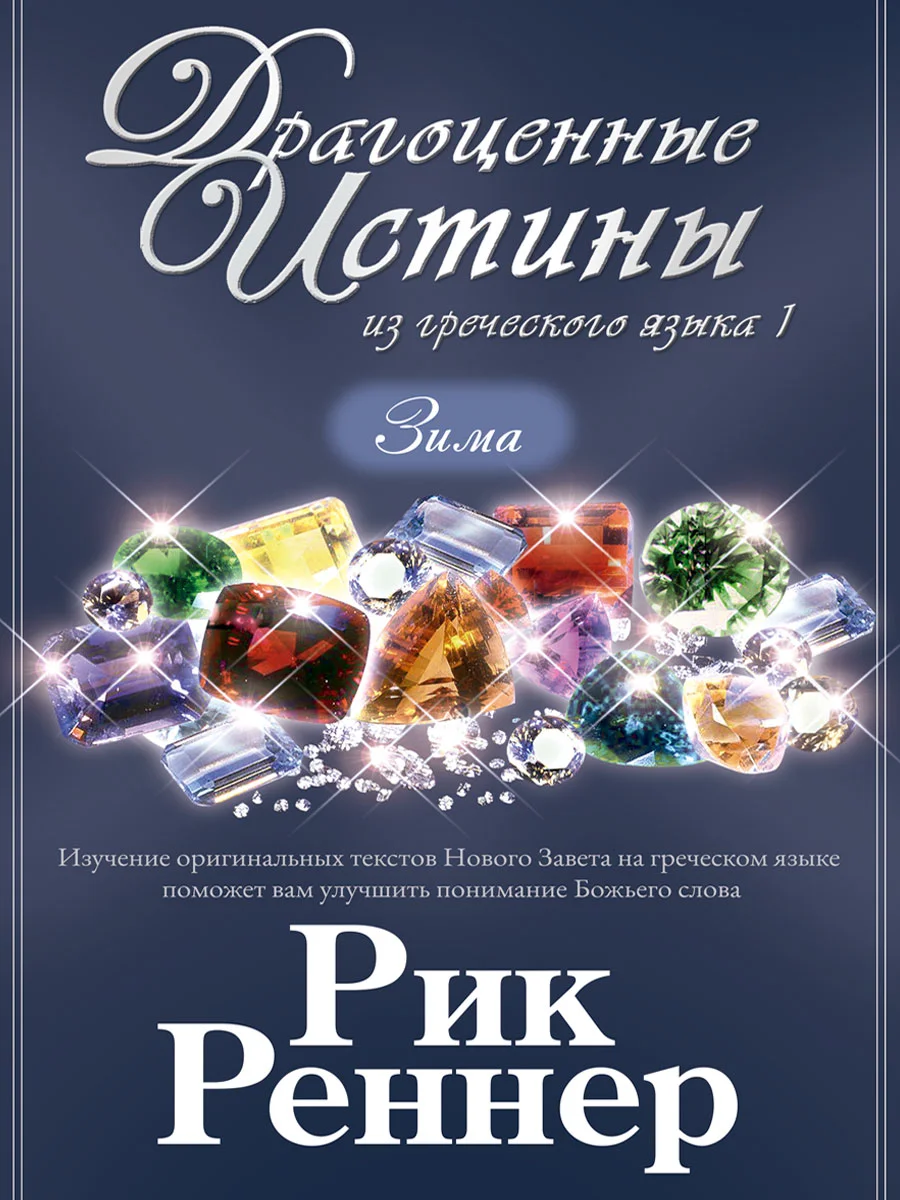 Драгоценные
Истины
из греческого языка 1
Зима
Изучение оригинальных текстов Нового Завета на греческом языке
поможет вам улучшить понимание Божьего слова
Рик
Реннер